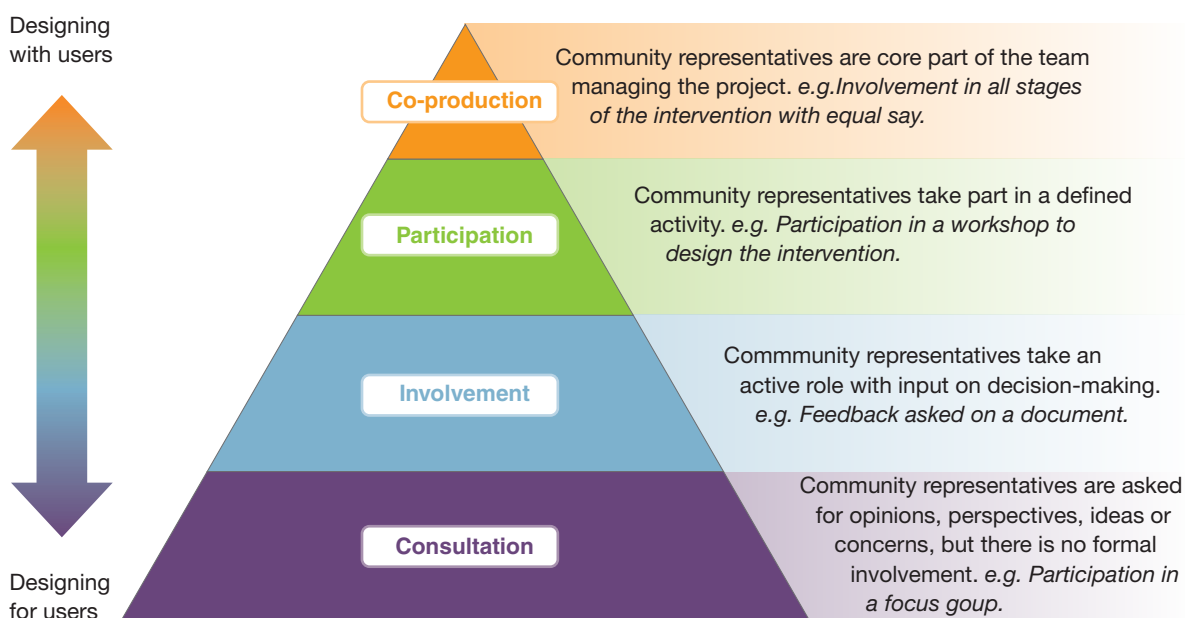 Designing
with users
Co-production
Community representatives are core part of the team
managing the project. e.g.Involvement in all stages
of the intervention with equal say.
Participation
Community representatives take part in a defined
activity. e.g. Participation in a workshop to
design the intervention.
Involvement
Commmunity representatives take an
active role with input on decision-making.
e.g. Feedback asked on a document.
Consultation
Community representatives are asked
for opinions, perspectives, ideas or
concerns, but there is no formal
involvement. e.g. Participation in
a focus goup.
Designing
for users